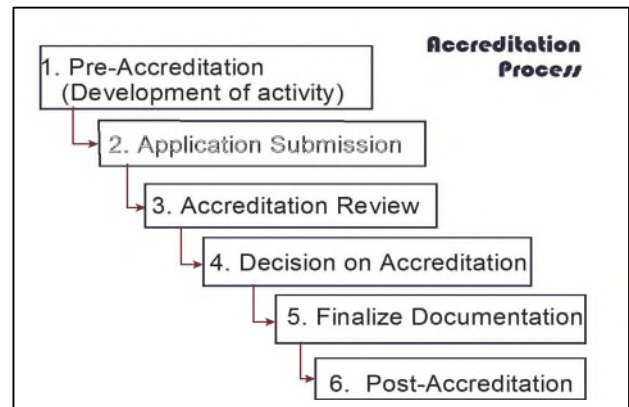 Accreditation
Process
1. Pre-Accreditation
(Development of activity)
2. Application Submission
3. Accreditation Review
4. Decision on Accreditation
5. Finalize Documentation
6. Post-Accreditation